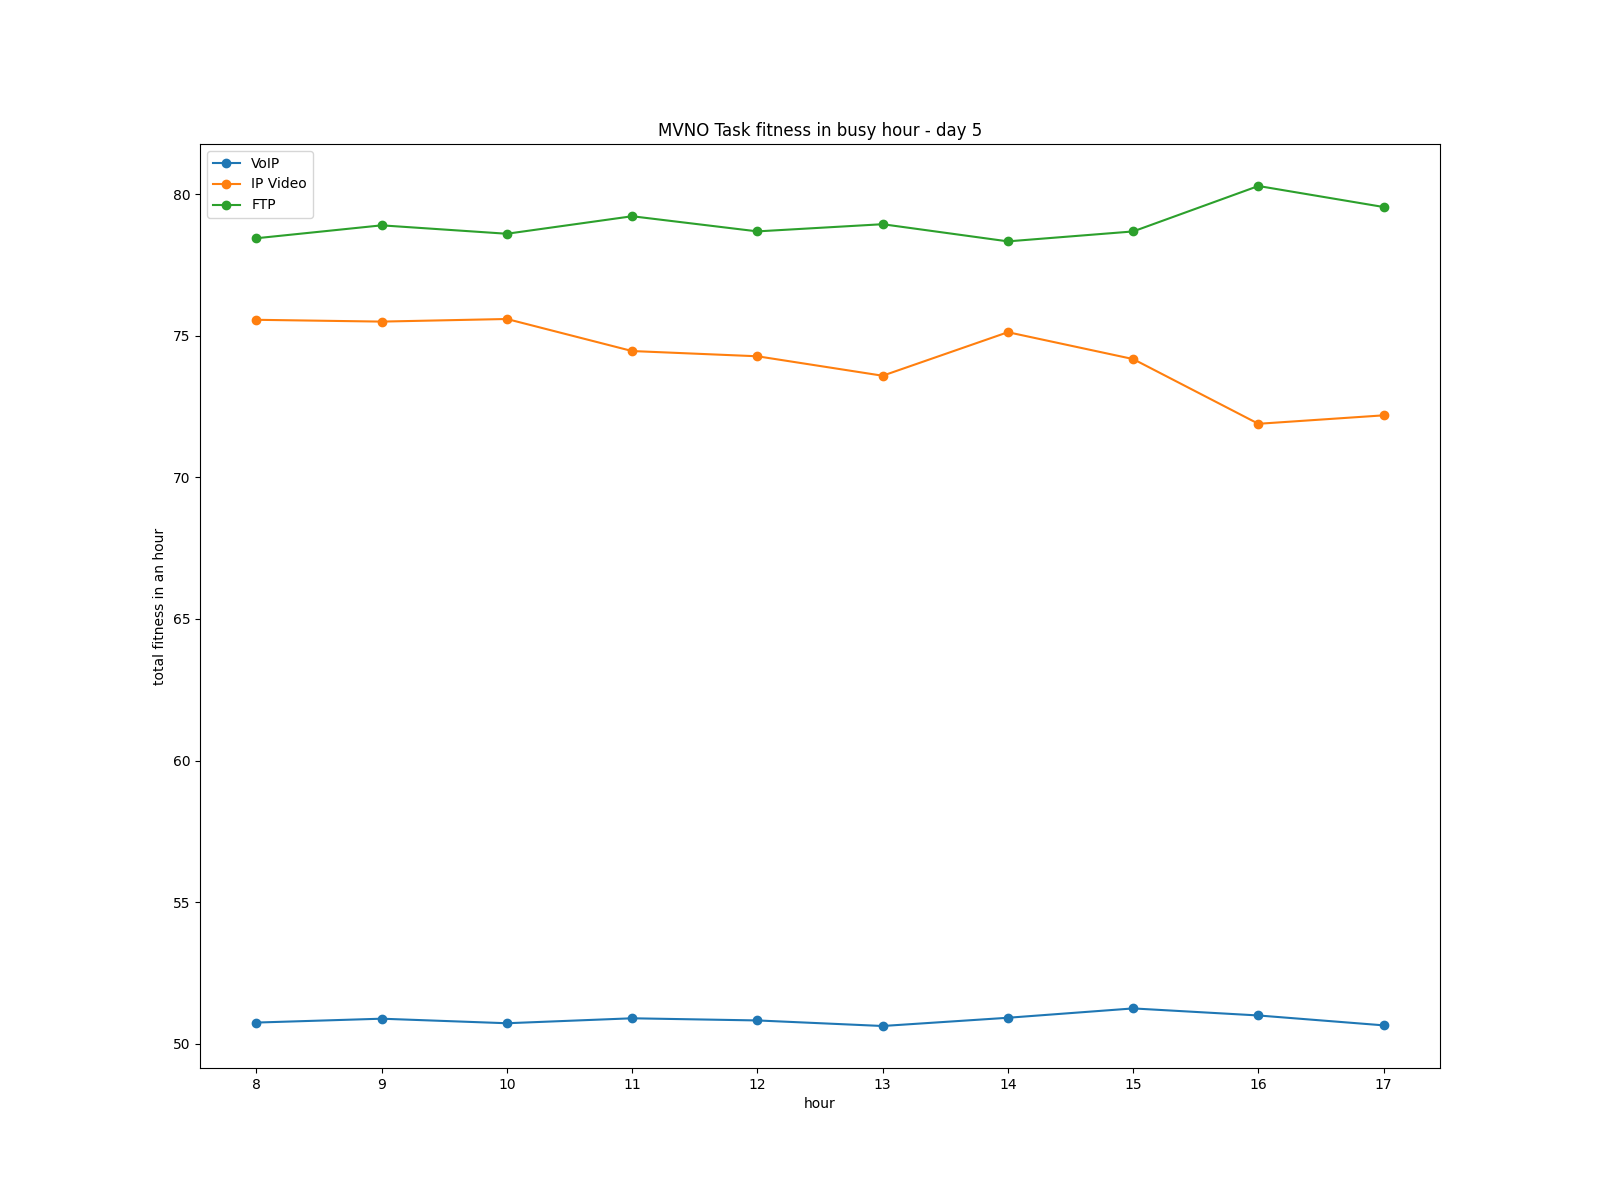 MVNO Task fitness in busy hour - day 5
VoIP
IP Video
FTP
80
75
70
65
60
55
50
total fitness in an hour
8 9 10 11 12 13 14 15 16 17
hour